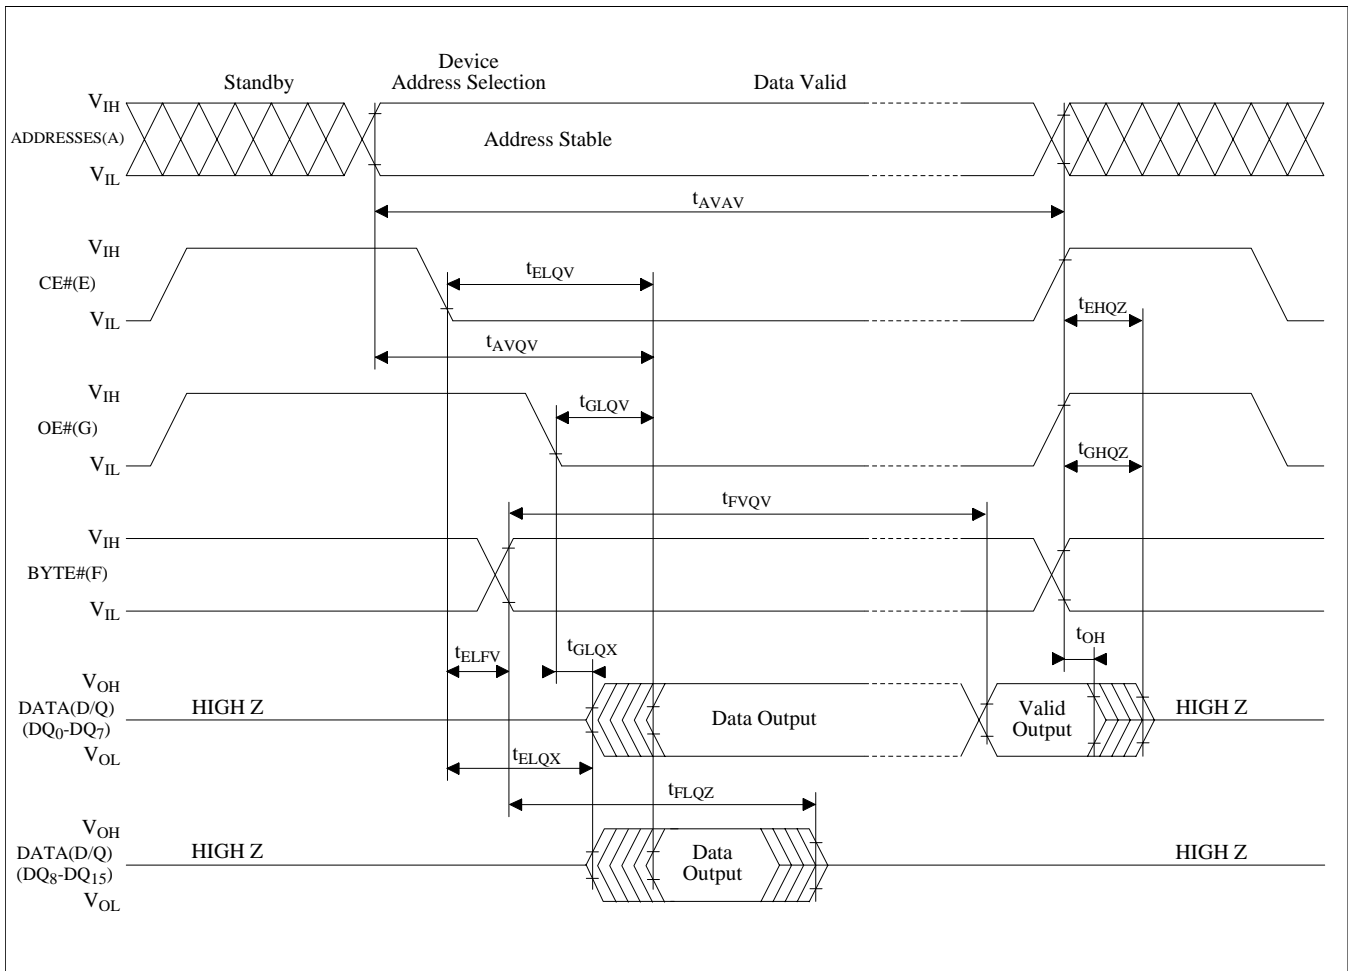 Device
Standby Address Selection Data Valid
VIH
ADDRESSES(A) Address Stable
VIL
tAVAV
VIH
tELQV
CE#(E)
tEHQZ
VIL
tAVQV
VIH
tGLQV
OE#(G)
tGHQZ
VIL
tFVQV
VIH
BYTE#(F)
VIL
tOH
tELFV tGLQX
VOH
DATA(D/Q) HIGH Z Data Output Valid HIGH Z
(DQ0-DQ7) Output
VOL
tELQX
tFLQZ
VOH
DATA(D/Q) HIGH Z Data HIGH Z
(DQ8-DQ15) Output
VOL